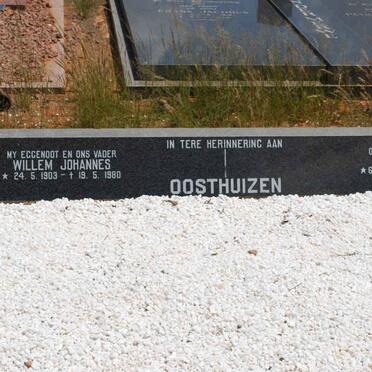 MY EGGENOOT EN ONS VADER
WILLEM JOHANNES
* 24. 5. 1903 - † 19. 5. 1980
IN TERE HERINNERING AAN
OOSTHUIZEN